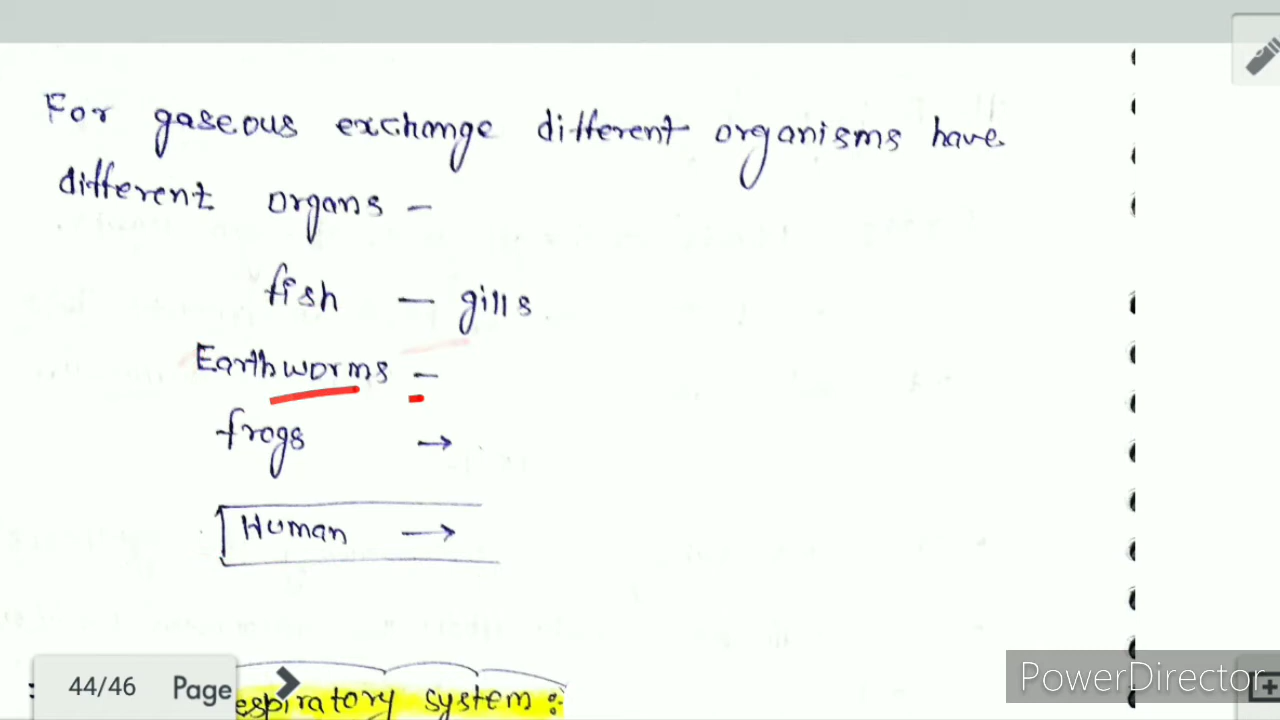 For gaseous exchange different organisms have
different organs -
fish - gills
Earthworms -
frogs →
Human →
espiratory system :
44/46 Page
PowerDirector